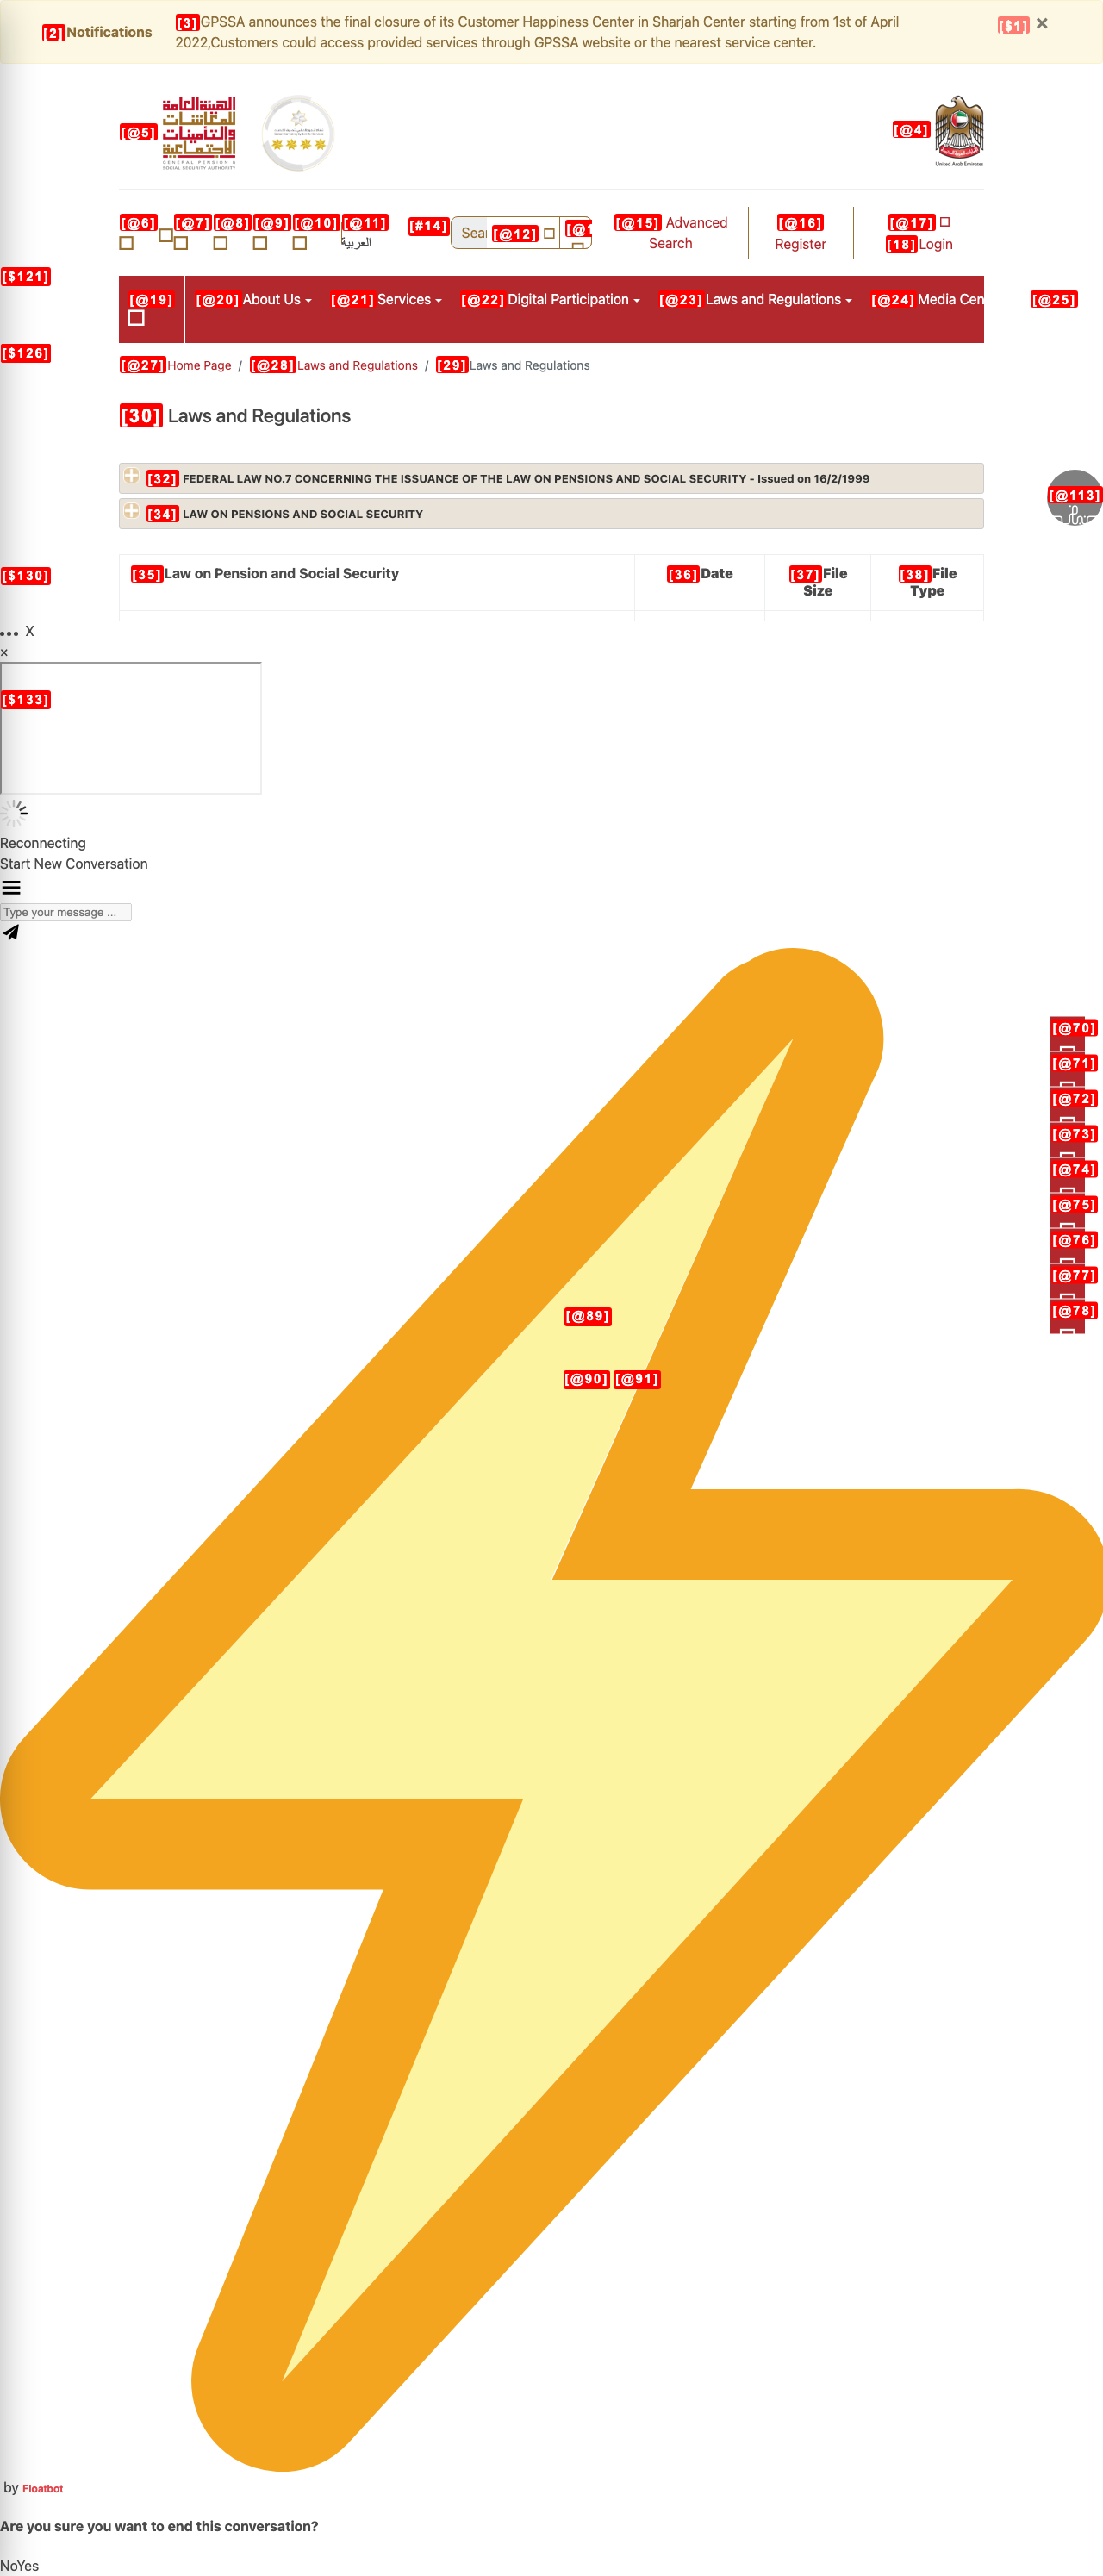 [2]Notifications
[3]GPSSA announces the final closure of its Customer Happiness Center in Sharjah Center starting from 1st of April
2022,Customers could access provided services through GPSSA website or the nearest service center.
[$1] ×
[@5]
الهيئة العامة
للمعاشات
والتأمينات
الاجتماعية
GENERAL PENSION &
SOCIAL SECURITY AUTHORITY
[@4]
United Arab Emirates
[@6]
[@7]
[@8]
[@9]
[@10]
[@11]
العربية
[#14]
Sear
[@12]
[@1
[@15] Advanced
Search
[@16]
Register
[@17]
[18]Login
[$121]
[@19]
[@20] About Us
[@21] Services
[@22] Digital Participation
[@23] Laws and Regulations
[@24] Media Cen
[@25]
[$126]
[@27]Home Page / [@28]Laws and Regulations / [29]Laws and Regulations
[30] Laws and Regulations
[32] FEDERAL LAW NO.7 CONCERNING THE ISSUANCE OF THE LAW ON PENSIONS AND SOCIAL SECURITY - Issued on 16/2/1999
[@113]
[34] LAW ON PENSIONS AND SOCIAL SECURITY
[$130]
[35]Law on Pension and Social Security
[36]Date
[37]File
Size
[38]File
Type
X
×
[$133]
Reconnecting
Start New Conversation
Type your message ...
[@70]
[@71]
[@72]
[@73]
[@74]
[@75]
[@76]
[@77]
[@78]
[@89]
[@90] [@91]
by Floatbot
Are you sure you want to end this conversation?
NoYes